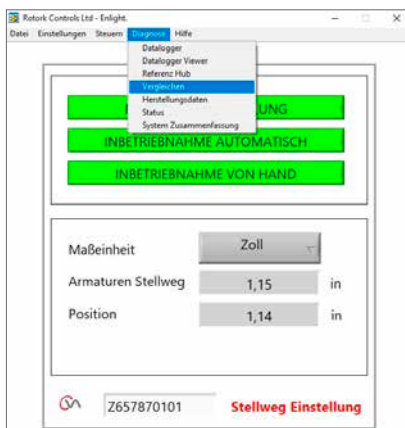 Rotork Controls Ltd - Enlight.
Datei Einstellungen Steuern Diagnose Hilfe
Datalogger
Datalogger Viewer
Referenz Hub
Vergleichen
Herstellungsdaten
Status
System Zusammenfassung
INBETRIEBNAHME AUTOMATISCH
INBETRIEBNAHME VON HAND
Maßeinheit Zoll
Armaturen Stellweg 1,15 in
Position 1,14 in
Z657870101 Stellweg Einstellung